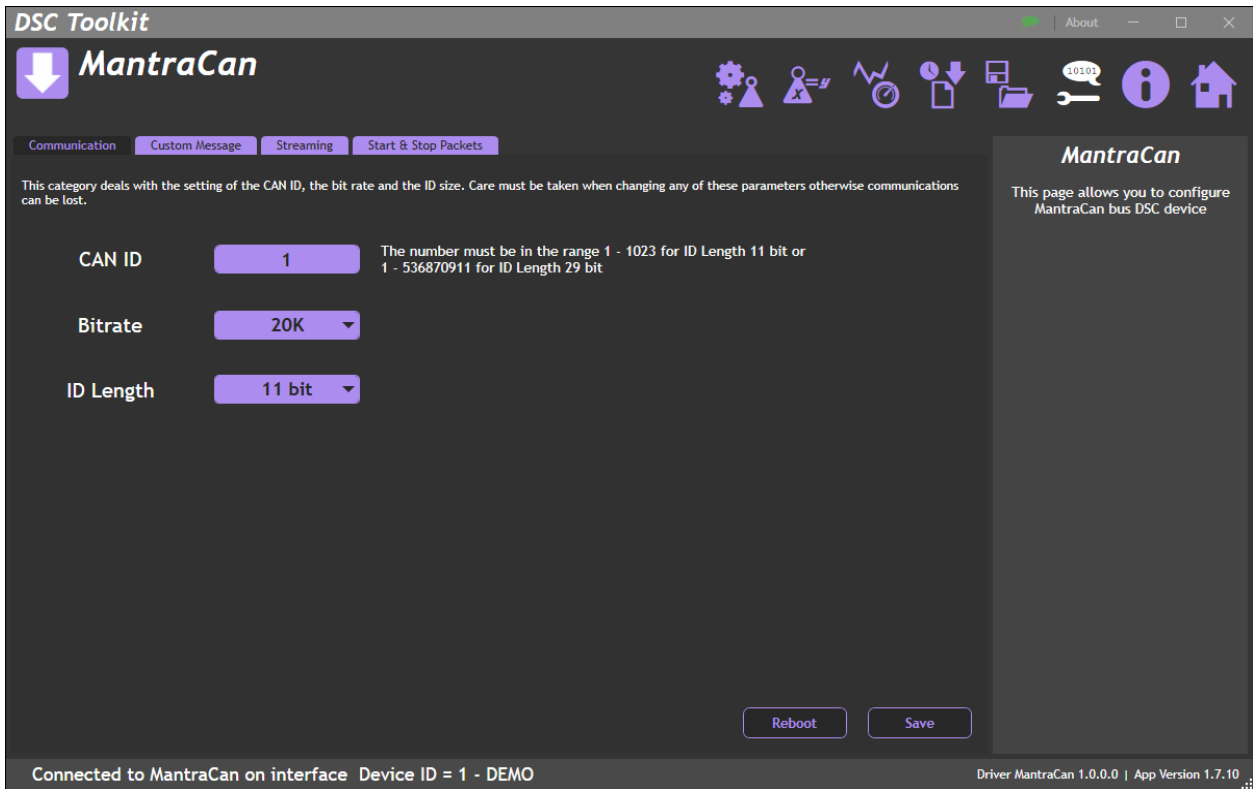 DSC Toolkit
About
MantraCan
10101
x=y
Communication
Custom Message
Streaming
Start & Stop Packets
This category deals with the setting of the CAN ID, the bit rate and the ID size. Care must be taken when changing any of these parameters otherwise communications
can be lost.
CAN ID
1
The number must be in the range 1 - 1023 for ID Length 11 bit or
1 - 536870911 for ID Length 29 bit
Bitrate
20K
ID Length
11 bit
Reboot
Save
MantraCan
This page allows you to configure
MantraCan bus DSC device
Connected to MantraCan on interface Device ID = 1 - DEMO
Driver MantraCan 1.0.0.0 | App Version 1.7.10